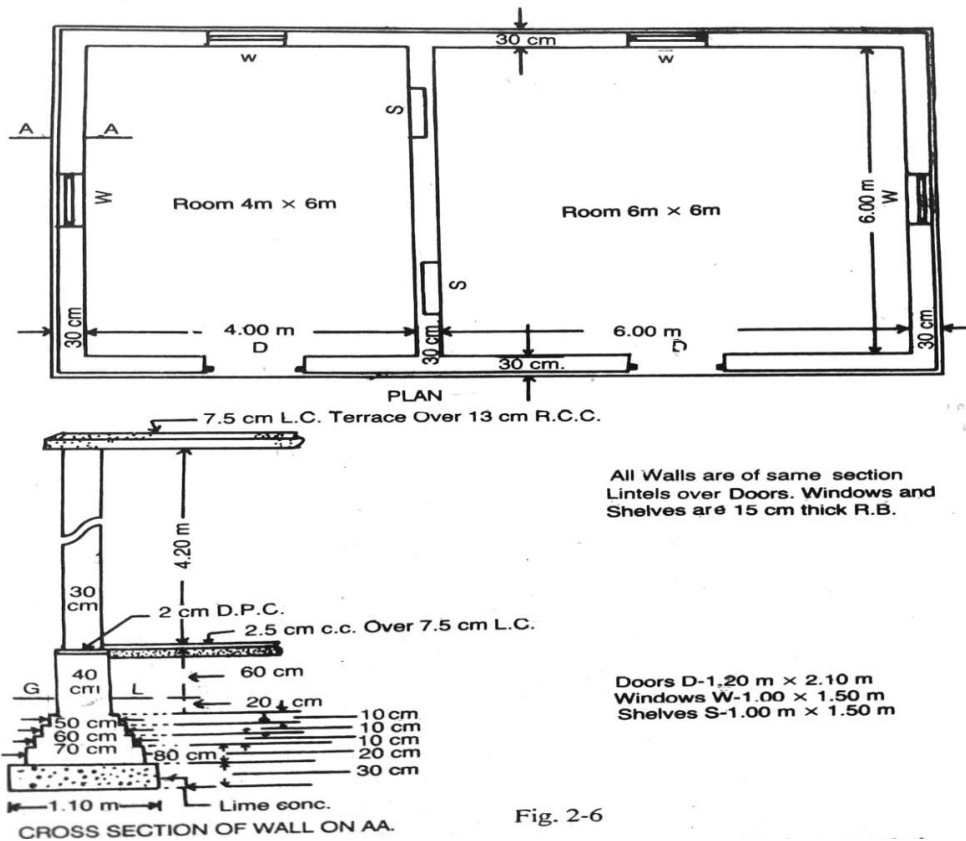 30 cm
w
w
S
A
A
W
Room 4m × 6m
Room 6m × 6m
6.00 m
W
S
30 cm
4.00 m
30 cm
6.00 m
30 cm
D
D
30 cm.
PLAN
7.5 cm L.C. Terrace Over 13 cm R.C.C.
All Walls are of same section
Lintels over Doors. Windows and
Shelves are 15 cm thick R.B.
4.20 m
30
cm
2 cm D.P.C.
2.5 cm c.c. Over 7.5 cm L.C.
40
cm
60 cm
G
L
20 cm
Doors D-1,20 m × 2.10 m
Windows W-1.00 × 1.50 m
Shelves S-1.00 m × 1.50 m
50 cm
10 cm
60 cm
10 cm
70 cm
10 cm
80 cm
20 cm
30 cm
1.10 m
Lime conc.
CROSS SECTION OF WALL ON AA.
Fig. 2-6